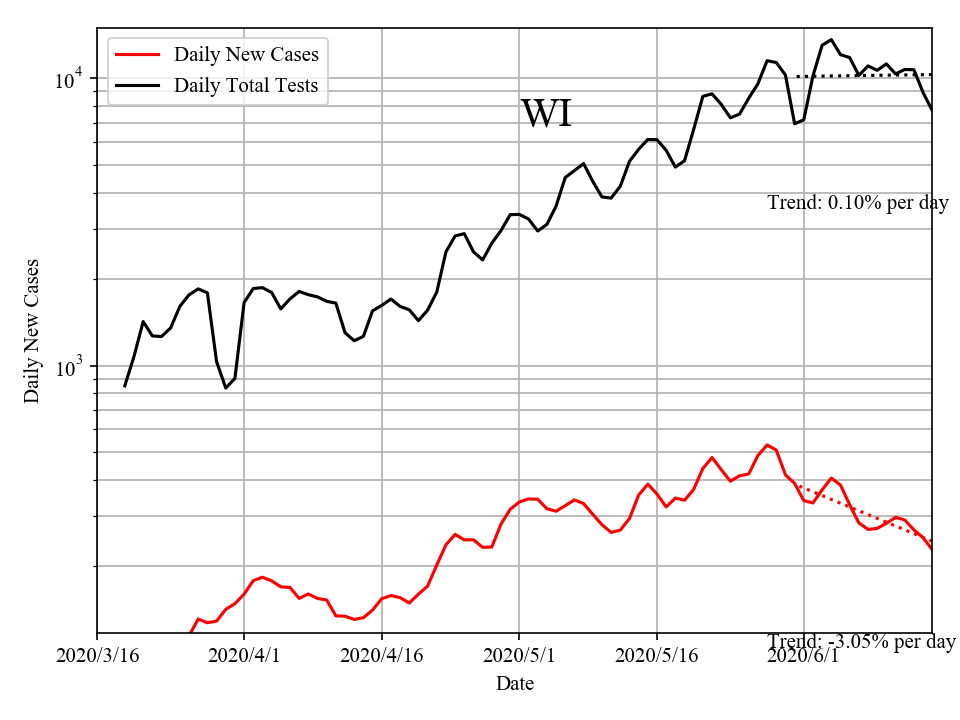 Daily New Cases
Daily Total Tests
WI
10^4
Trend: 0.10% per day
10^3
Daily New Cases
Trend: -3.05% per day
2020/3/16 2020/4/1 2020/4/16 2020/5/1 2020/5/16 2020/6/1
Date